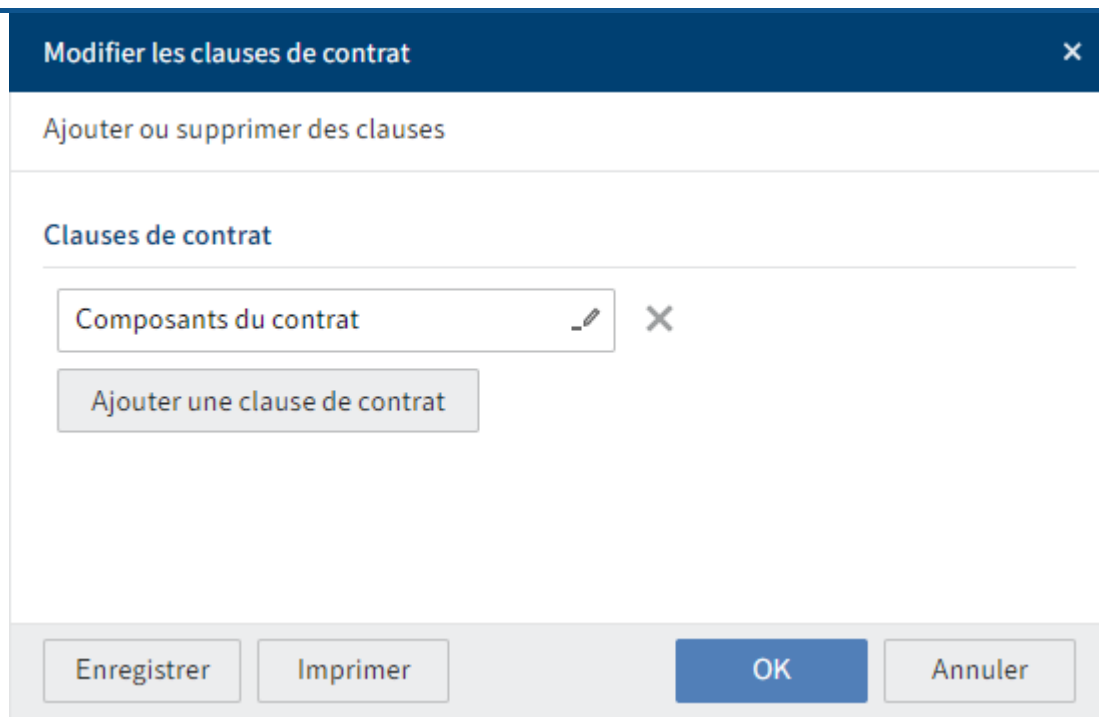 Modifier les clauses de contrat
Ajouter ou supprimer des clauses
Clauses de contrat
Composants du contrat
Ajouter une clause de contrat
Enregistrer Imprimer OK Annuler